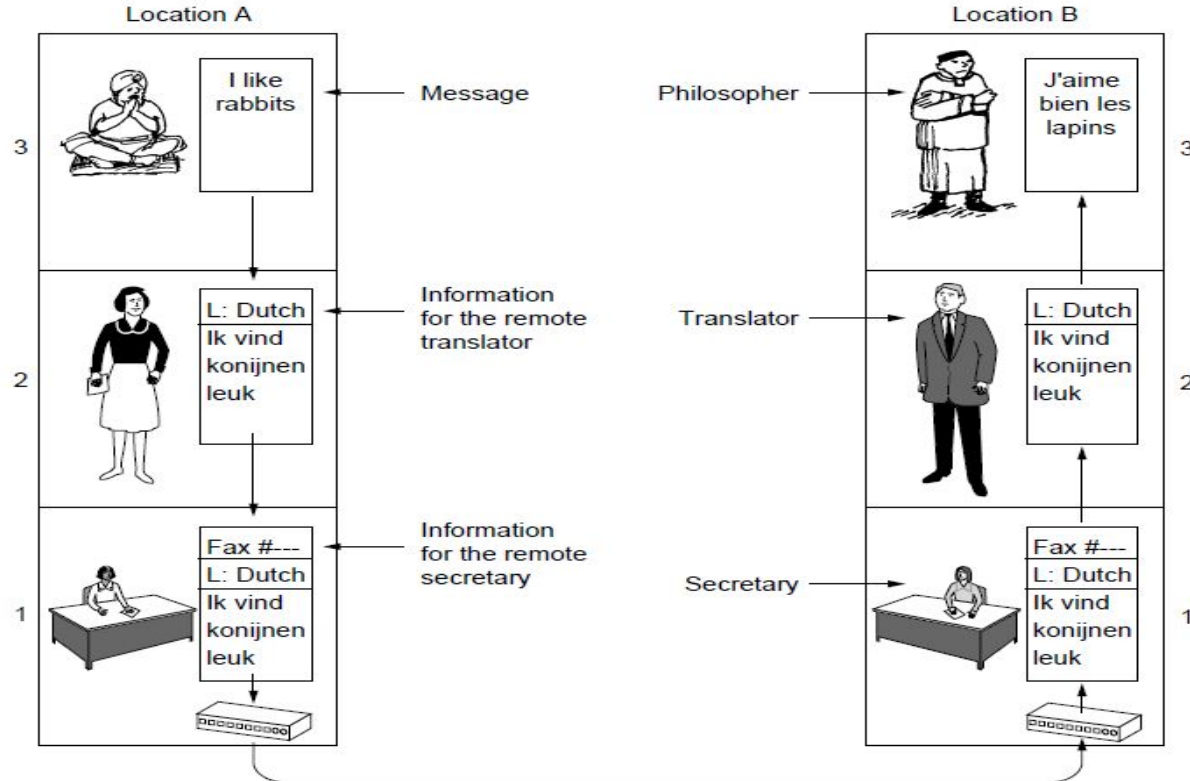 Location A
Location B
I like
rabbits
Message
Philosopher
J'aime
bien les
lapins
3
3
L: Dutch
Ik vind
konijnen
leuk
Information
for the remote
translator
Translator
L: Dutch
Ik vind
konijnen
leuk
2
2
Fax #---
L: Dutch
Ik vind
konijnen
leuk
Information
for the remote
secretary
Secretary
Fax #---
L: Dutch
Ik vind
konijnen
leuk
1
1